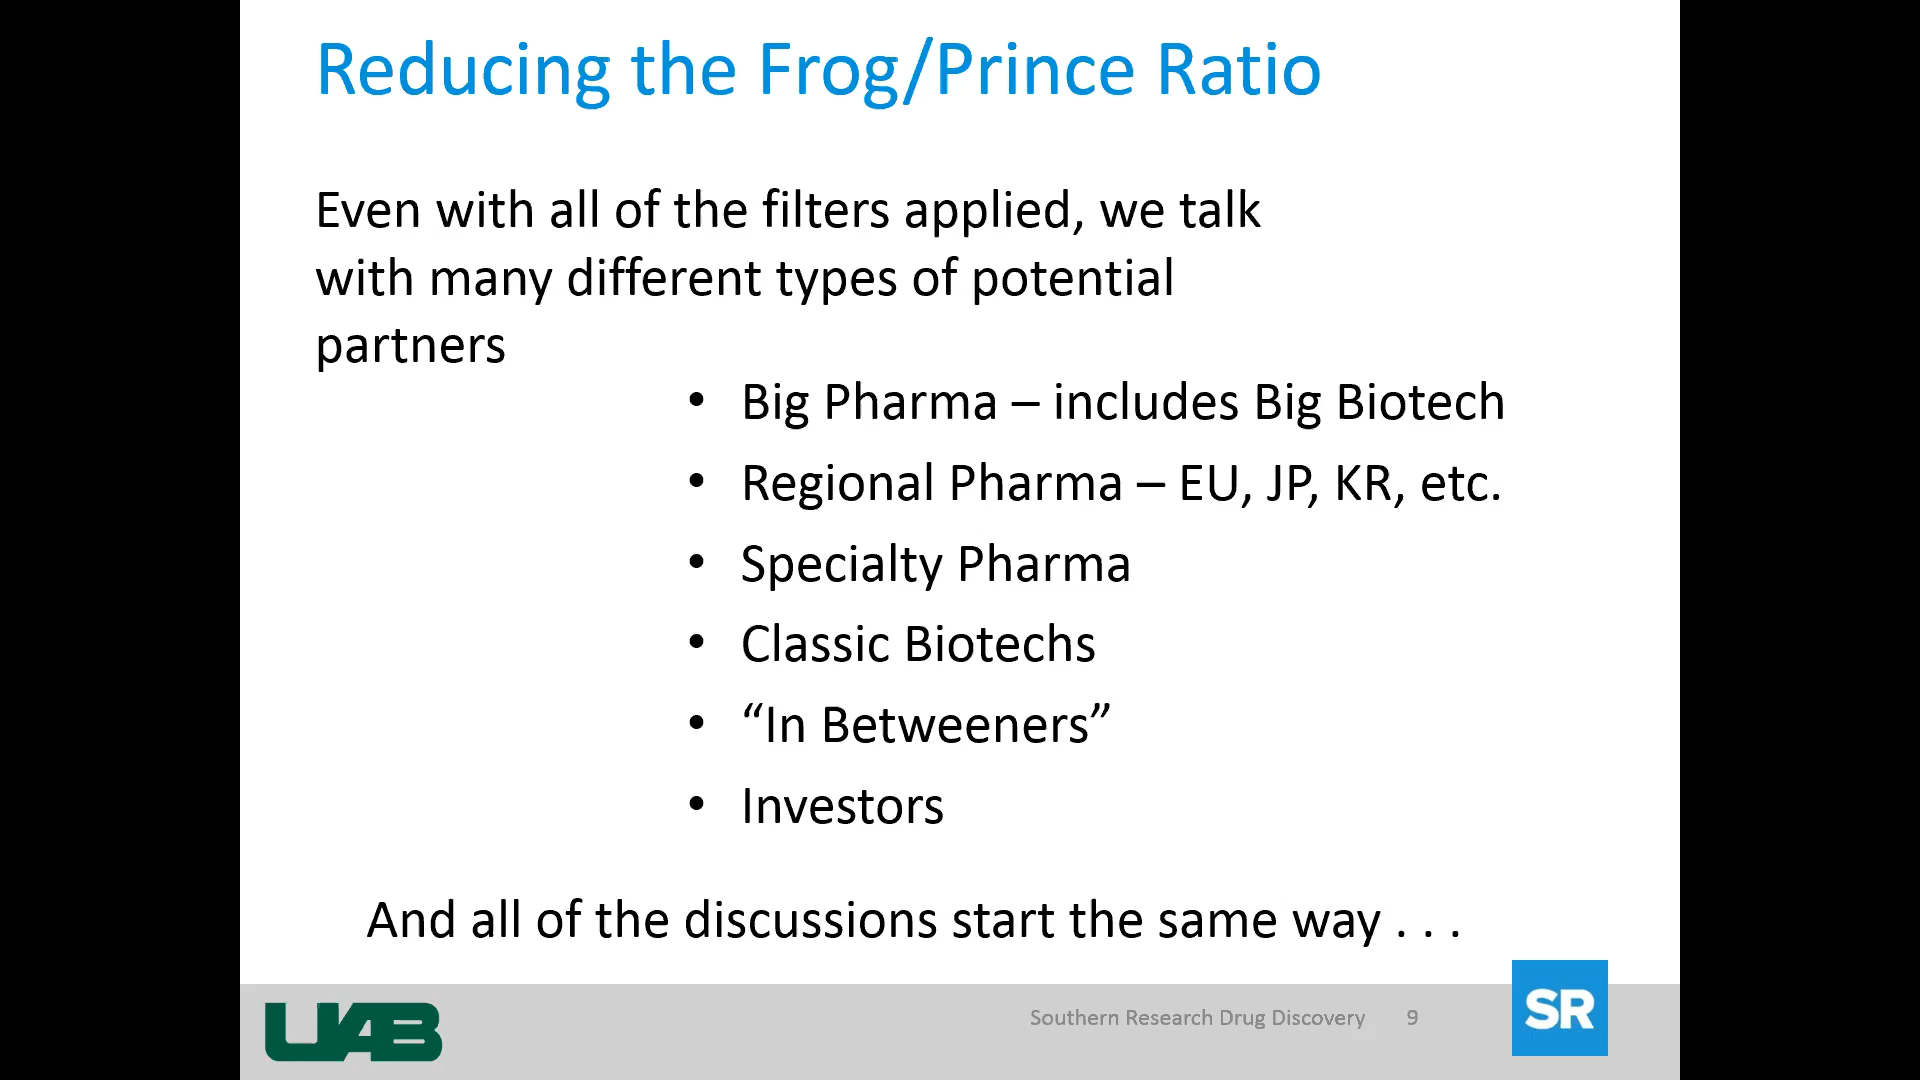 Reducing the Frog/Prince Ratio
Even with all of the filters applied, we talk
with many different types of potential
partners
• Big Pharma – includes Big Biotech
• Regional Pharma – EU, JP, KR, etc.
• Specialty Pharma
• Classic Biotechs
• “In Betweeners”
• Investors
And all of the discussions start the same way . . .
UAB
Southern Research Drug Discovery 9
SR